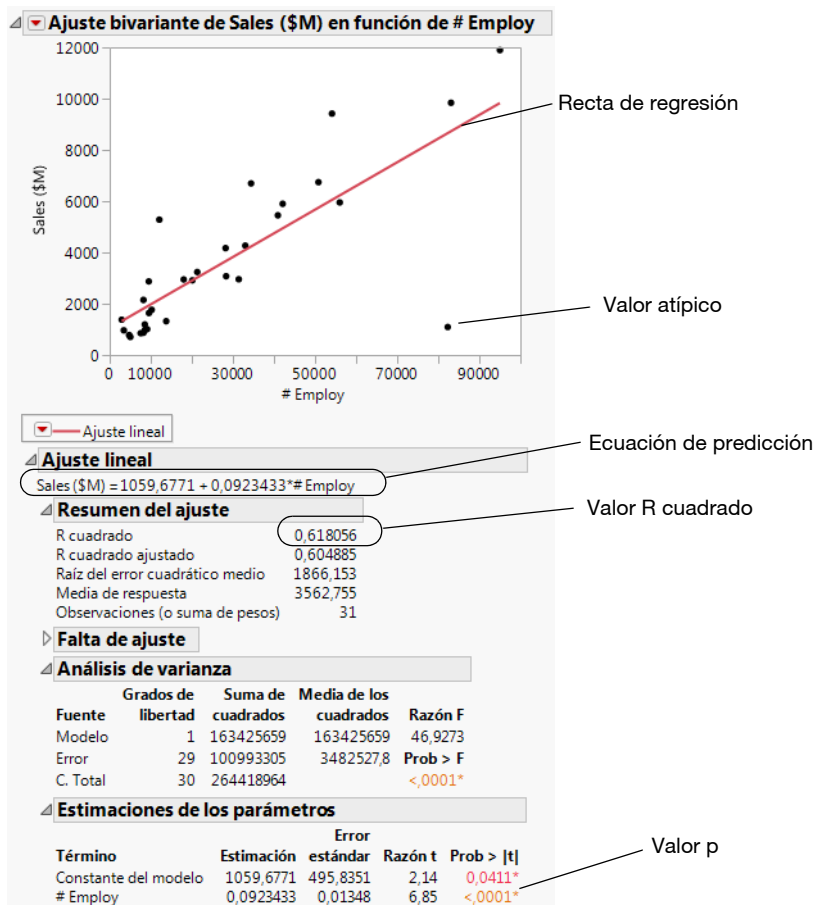 Ajuste bivariante de Sales ($M) en función de # Employ
12000
10000
8000
6000
4000
2000
0
Sales ($M)
0 10000 30000 50000 70000 90000
# Employ
Recta de regresión
Valor atípico
Ajuste lineal
Ecuación de predicción
Ajuste lineal
Sales ($M) = 1059,6771 + 0,0923433*# Employ
Valor R cuadrado
Resumen del ajuste
R cuadrado 0,618056
R cuadrado ajustado 0,604885
Raíz del error cuadrático medio 1866,153
Media de respuesta 3562,755
Observaciones (o suma de pesos) 31
Falta de ajuste
Análisis de varianza
Grados de Suma de Media de los
Fuente libertad cuadrados cuadrados Razón F
Modelo 1 163425659 163425659 46,9273
Error 29 100993305 3482527,8 Prob > F
C. Total 30 264418964 <,0001*
Estimaciones de los parámetros
Error
Término Estimación estándar Razón t Prob > |t|
Constante del modelo 1059,6771 495,8351 2,14 0,0411*
# Employ 0,0923433 0,01348 6,85 <,0001*
Valor p